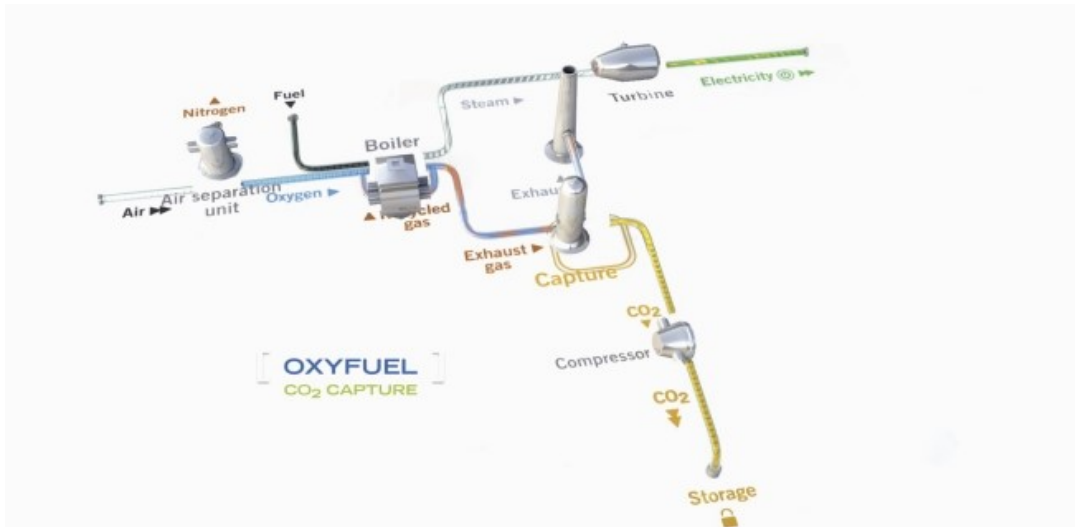 Nitrogen
Fuel
Boiler
Steam
Turbine
Electricity
Air
Air separation
unit
Oxygen
gas
Exhaust
gas
Capture
CO₂
Compressor
CO₂
Storage
OXYFUEL
CO₂ CAPTURE